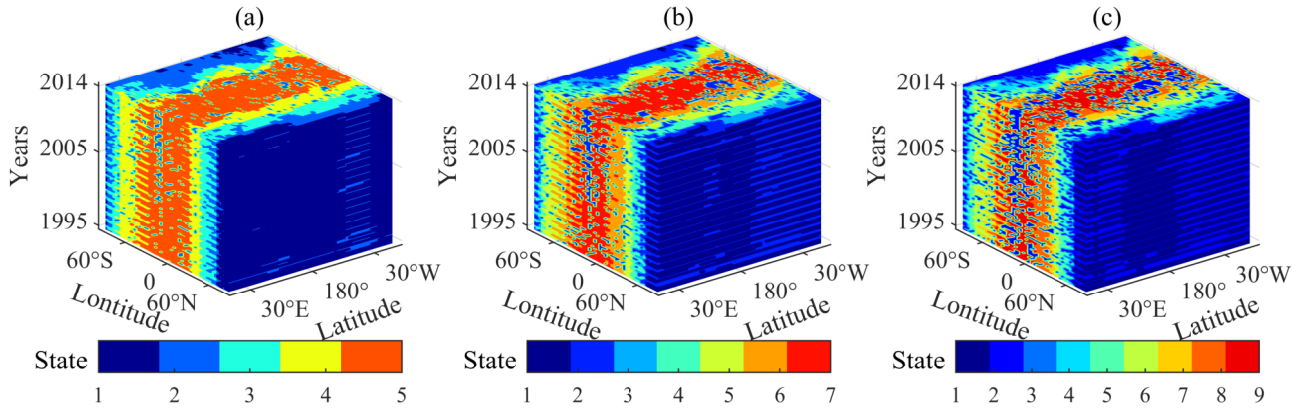 (a)
2014
2005
1995
Years
60°S
0
60°N
Lontitude
30°E
180°
30°W
Latitude
State
1 2 3 4 5
(b)
2014
2005
1995
Years
60°S
0
60°N
Lontitude
30°E
180°
30°W
Latitude
State
1 2 3 4 5 6 7
(c)
2014
2005
1995
Years
60°S
0
60°N
Lontitude
30°E
180°
30°W
Latitude
State
1 2 3 4 5 6 7 8 9